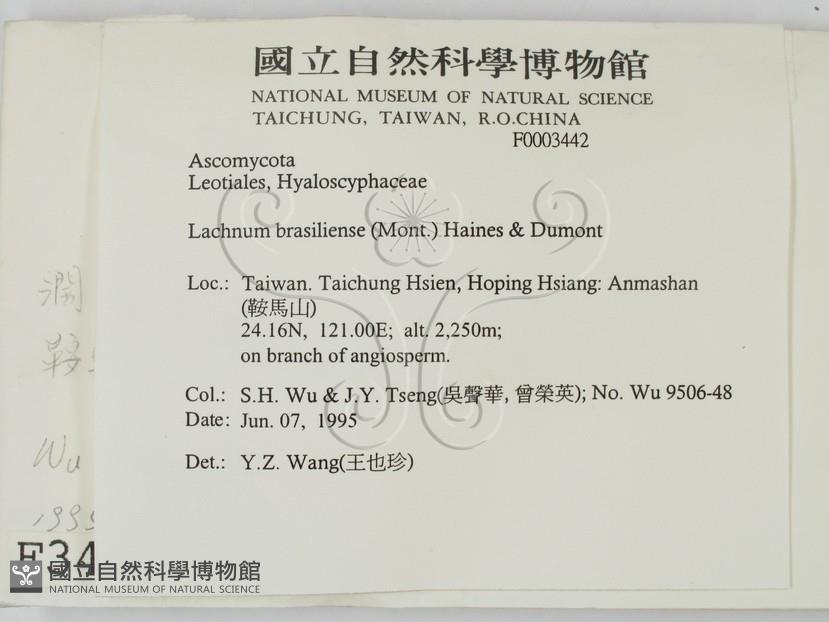 國立自然科學博物館
NATIONAL MUSEUM OF NATURAL SCIENCE
TAICHUNG, TAIWAN, R.O.CHINA
F0003442
Ascomycota
Leotiales, Hyaloscyphaceae
Lachnum brasiliense (Mont.) Haines & Dumont
Loc.: Taiwan. Taichung Hsien, Hoping Hsiang: Anmashan
(鞍馬山)
24.16N, 121.00E; alt. 2,250m;
on branch of angiosperm.
Col.: S.H. Wu & J.Y. Tseng(吳聲華, 曾榮英); No. Wu 9506-48
Date: Jun. 07, 1995
Det.: Y.Z. Wang(王也珍)
Wu
1995
F34
國立自然科學博物館
NATIONAL MUSEUM OF NATURAL SCIENCE